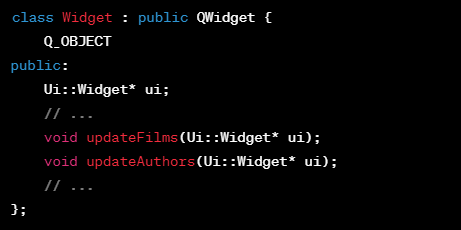 class Widget : public QWidget {
    Q_OBJECT
public:
    Ui::Widget* ui;
    // ...
    void updateFilms(Ui::Widget* ui);
    void updateAuthors(Ui::Widget* ui);
    // ...
};